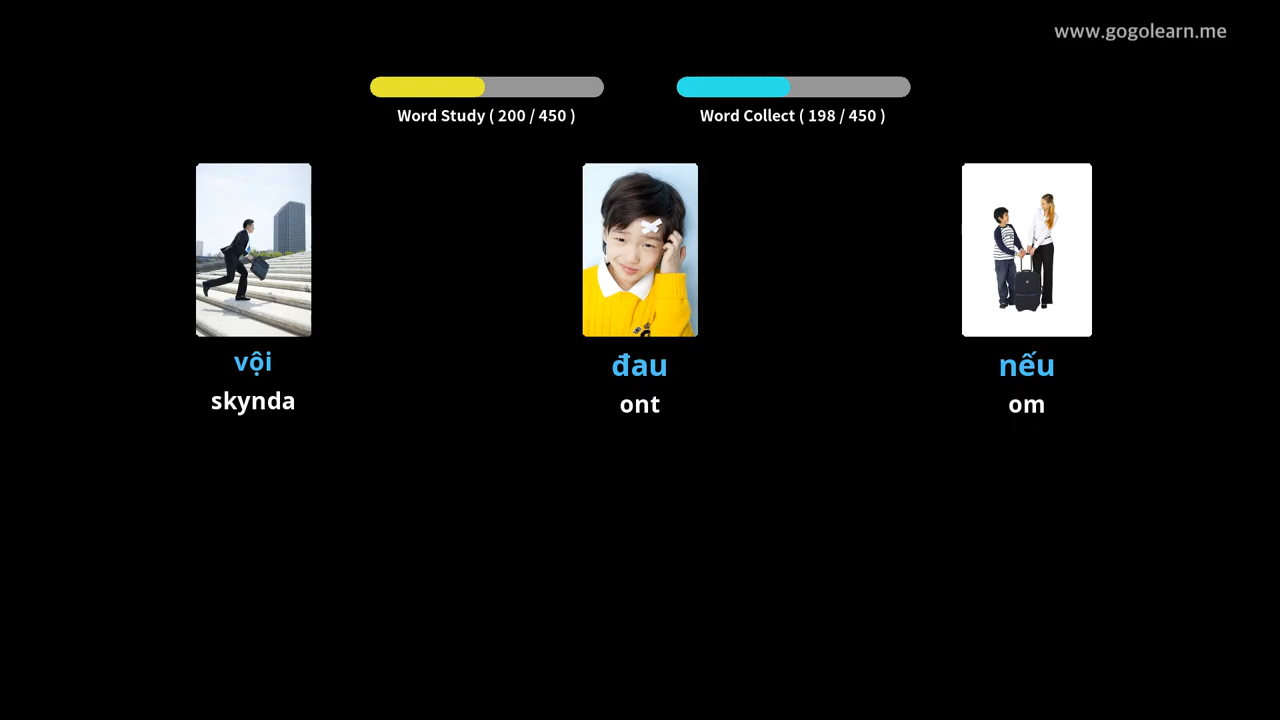 www.gogolearn.me
Word Study ( 200 / 450 )
Word Collect ( 198 / 450 )
vội
skynda
đau
ont
nếu
om